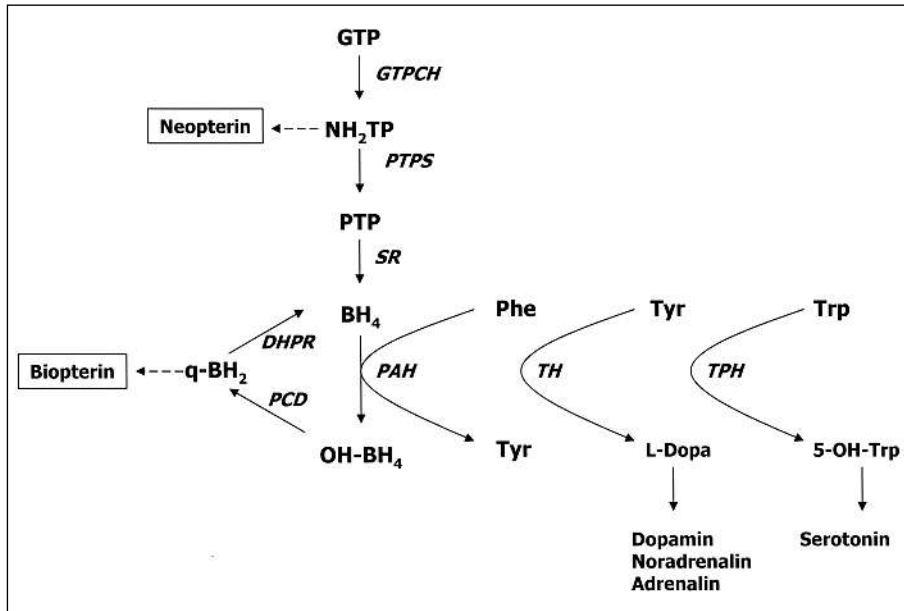 GTP
GTPCH
Neopterin
NH₂TP
PTPS
PTP
SR
BH₄
Phe
Tyr
Trp
DHPR
Biopterin
q-BH₂
PAH
TH
TPH
PCD
OH-BH₄
Tyr
L-Dopa
5-OH-Trp
Dopamin
Noradrenalin
Adrenalin
Serotonin